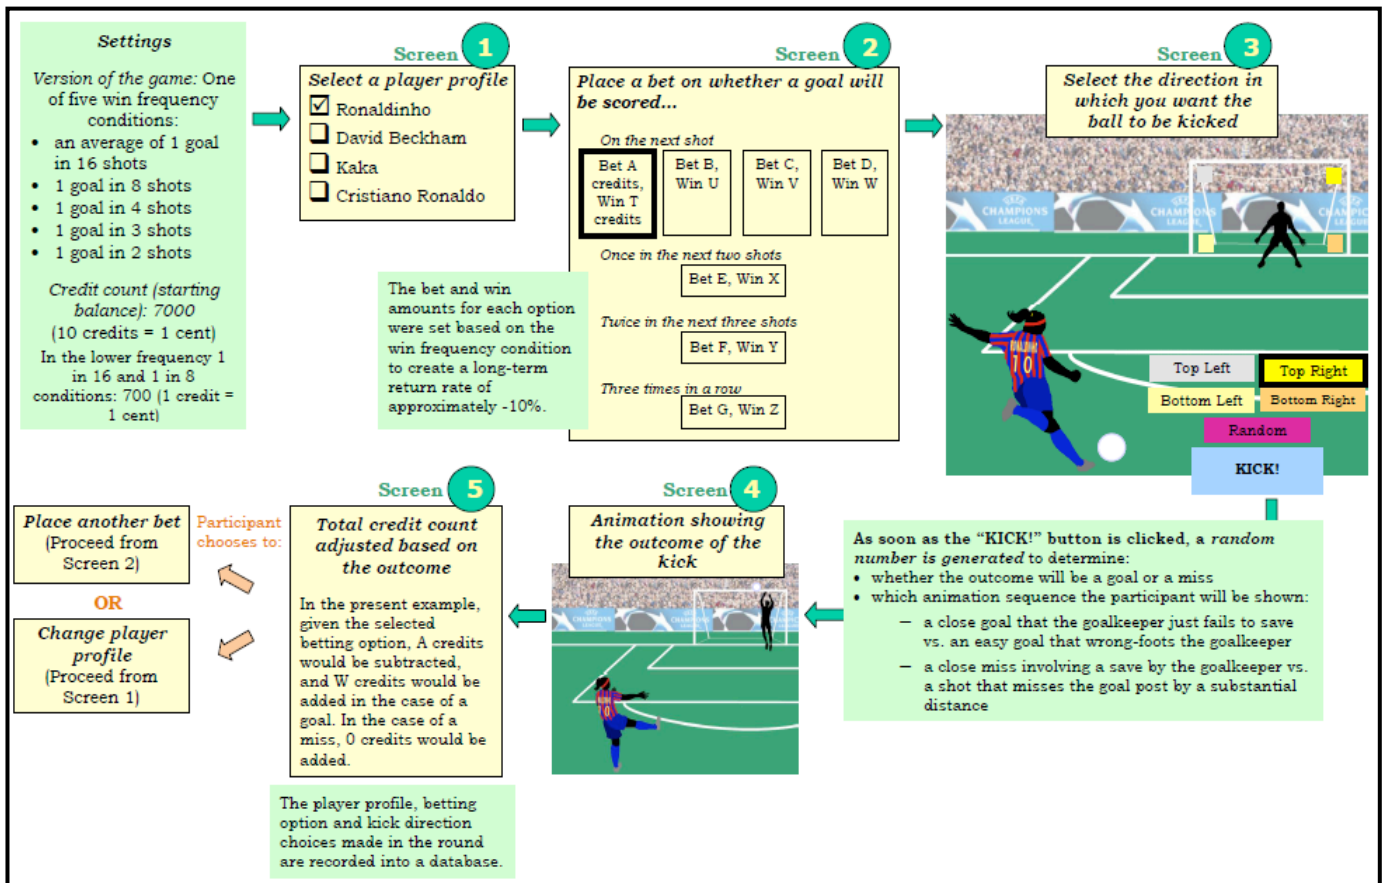 Settings
Version of the game: One
of five win frequency
conditions:
• an average of 1 goal
in 16 shots
• 1 goal in 8 shots
• 1 goal in 4 shots
• 1 goal in 3 shots
• 1 goal in 2 shots
Credit count (starting
balance): 7000
(10 credits = 1 cent)
In the lower frequency 1
in 16 and 1 in 8
conditions: 700 (1 credit =
1 cent)
Screen 1
Select a player profile
Ronaldinho
David Beckham
Kaka
Cristiano Ronaldo
Screen 2
Place a bet on whether a goal will
be scored...
On the next shot
Bet A
credits,
Win T
credits
Bet B,
Win U
Bet C,
Win V
Bet D,
Win W
Once in the next two shots
Bet E, Win X
Twice in the next three shots
Bet F, Win Y
Three times in a row
Bet G, Win Z
The bet and win
amounts for each option
were set based on the
win frequency condition
to create a long-term
return rate of
approximately -10%.
Screen 3
Select the direction in
which you want the
ball to be kicked
CHAMPIONS
LEAGUE
10
Top Left
Top Right
Bottom Left
Bottom Right
Random
KICK!
As soon as the “KICK!” button is clicked, a random
number is generated to determine:
• whether the outcome will be a goal or a miss
• which animation sequence the participant will be shown:
— a close goal that the goalkeeper just fails to save
vs. an easy goal that wrong-foots the goalkeeper
— a close miss involving a save by the goalkeeper vs.
a shot that misses the goal post by a substantial
distance
Screen 4
Animation showing
the outcome of the
kick
Screen 5
Total credit count
adjusted based on
the outcome
In the present example,
given the selected
betting option, A credits
would be subtracted,
and W credits would be
added in the case of a
goal. In the case of a
miss, 0 credits would be
added.
The player profile, betting
option and kick direction
choices made in the round
are recorded into a database.
Participant
chooses to:
Place another bet
(Proceed from
Screen 2)
OR
Change player
profile
(Proceed from
Screen 1)